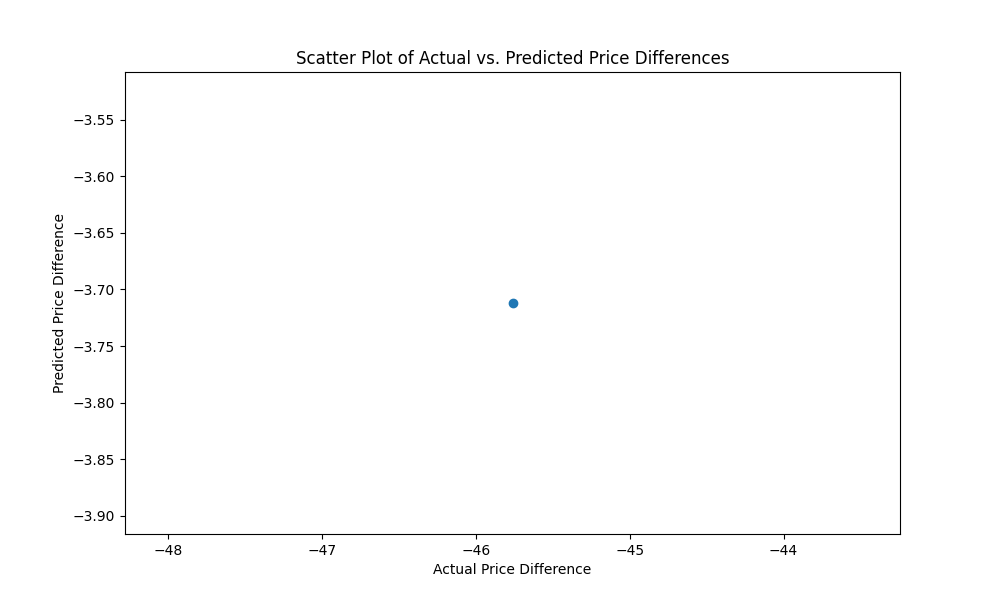 Scatter Plot of Actual vs. Predicted Price Differences
−3.55
−3.60
−3.65
−3.70
−3.75
−3.80
−3.85
−3.90
Predicted Price Difference
−48 −47 −46 −45 −44
Actual Price Difference